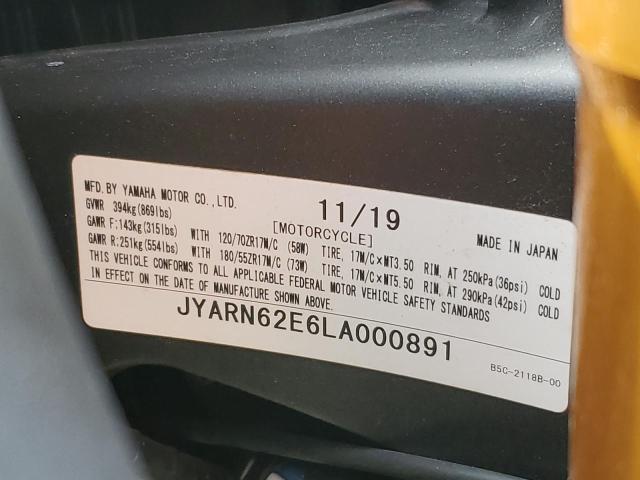 MFD. BY YAMAHA MOTOR CO., LTD. 11/19
GVWR 394kg(869lbs) [MOTORCYCLE] MADE IN JAPAN
GAWR F:143kg(315lbs) WITH 120/70ZR17M/C (58W) TIRE, 17M/C×MT3.50 RIM, AT 250kPa(36psi) COLD
GAWR R:251kg(554lbs) WITH 180/55ZR17M/C (73W) TIRE, 17M/C×MT5.50 RIM, AT 290kPa(42psi) COLD
THIS VEHICLE CONFORMS TO ALL APPLICABLE FEDERAL MOTOR VEHICLE SAFETY STANDARDS
IN EFFECT ON THE DATE OF MANUFACTURE SHOWN ABOVE.
JYARN62E6LA000891
B5C-2118B-00